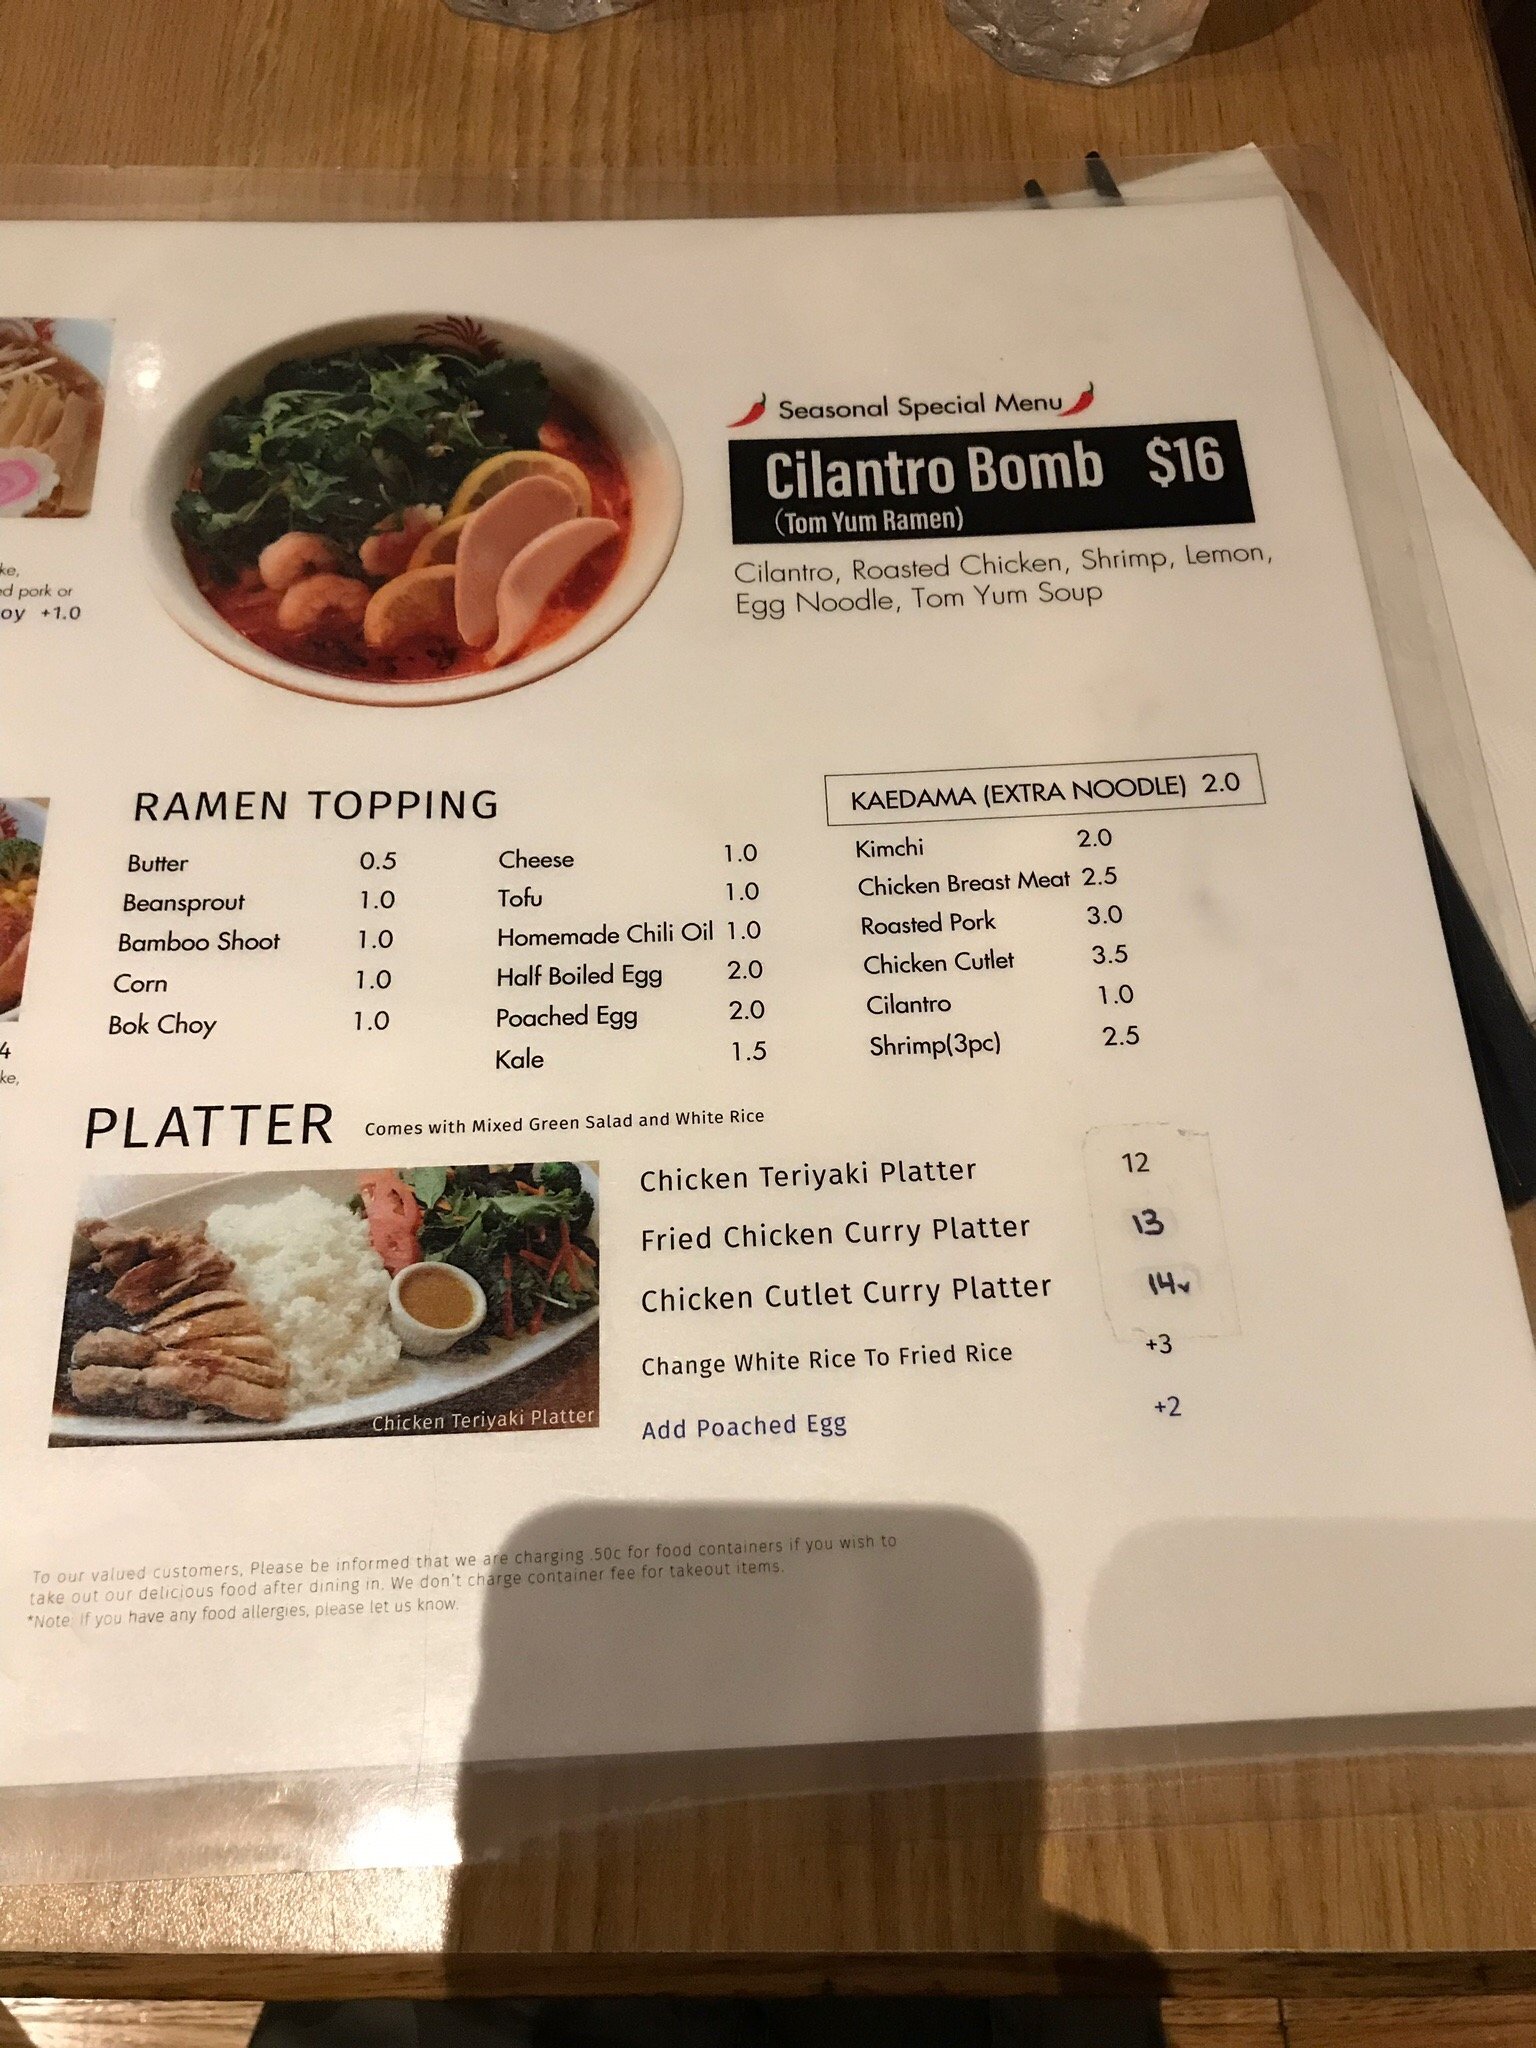 ke,
ed pork or
oy +1.0
4
ke,
Seasonal Special Menu
Cilantro Bomb $16
(Tom Yum Ramen)
Cilantro, Roasted Chicken, Shrimp, Lemon,
Egg Noodle, Tom Yum Soup
RAMEN TOPPING
Butter 0.5
Beansprout 1.0
Bamboo Shoot 1.0
Corn 1.0
Bok Choy 1.0
Cheese 1.0
Tofu 1.0
Homemade Chili Oil 1.0
Half Boiled Egg 2.0
Poached Egg 2.0
Kale 1.5
KAEDAMA (EXTRA NOODLE) 2.0
Kimchi 2.0
Chicken Breast Meat 2.5
Roasted Pork 3.0
Chicken Cutlet 3.5
Cilantro 1.0
Shrimp(3pc) 2.5
PLATTER Comes with Mixed Green Salad and White Rice
Chicken Teriyaki Platter
Chicken Teriyaki Platter 12
Fried Chicken Curry Platter 13
Chicken Cutlet Curry Platter 14
Change White Rice To Fried Rice +3
Add Poached Egg +2
To our valued customers, Please be informed that we are charging .50c for food containers if you wish to
take out our delicious food after dining in. We don't charge container fee for takeout items.
*Note: If you have any food allergies, please let us know.